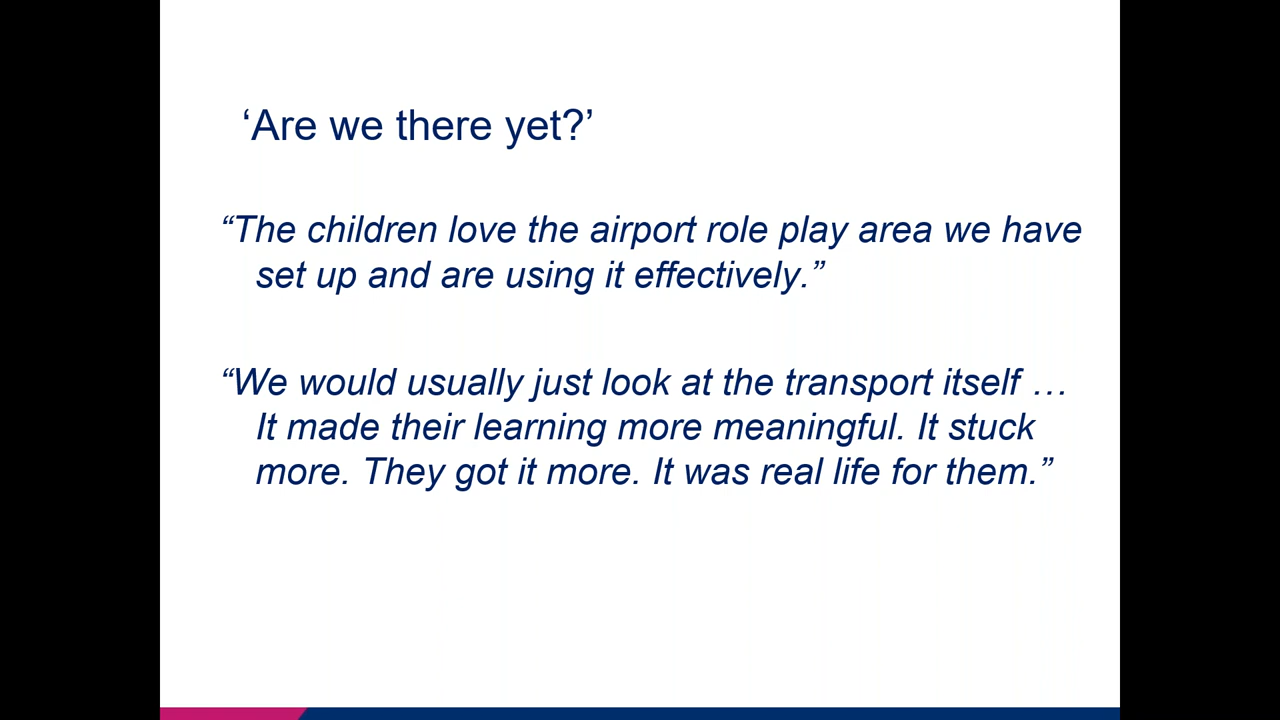 ‘Are we there yet?’
“The children love the airport role play area we have
set up and are using it effectively.”
“We would usually just look at the transport itself …
It made their learning more meaningful. It stuck
more. They got it more. It was real life for them.”